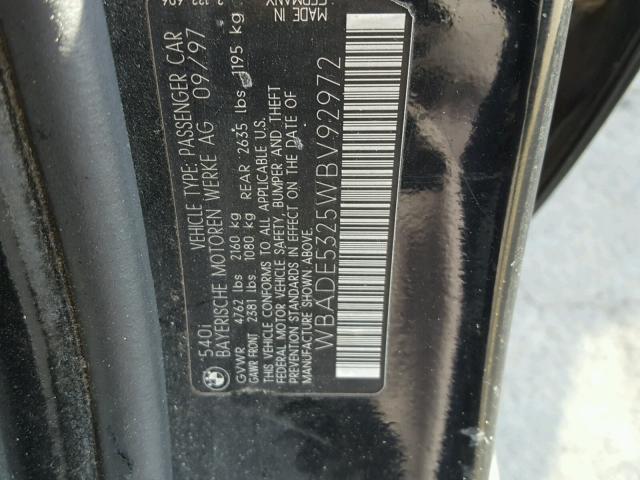 540i VEHICLE TYPE: PASSENGER CAR
BAYERISCHE MOTOREN WERKE AG 09/97
GVWR 4762 lbs 2160 kg
GAWR FRONT 2381 lbs 1080 kg REAR 2635 lbs 1195 kg
THIS VEHICLE CONFORMS TO ALL APPLICABLE U.S.
FEDERAL MOTOR VEHICLE SAFETY, BUMPER AND THEFT
PREVENTION STANDARDS IN EFFECT ON THE DATE OF
MANUFACTURE SHOWN ABOVE.
WBADE5325WBV92972
MADE IN
GERMANY